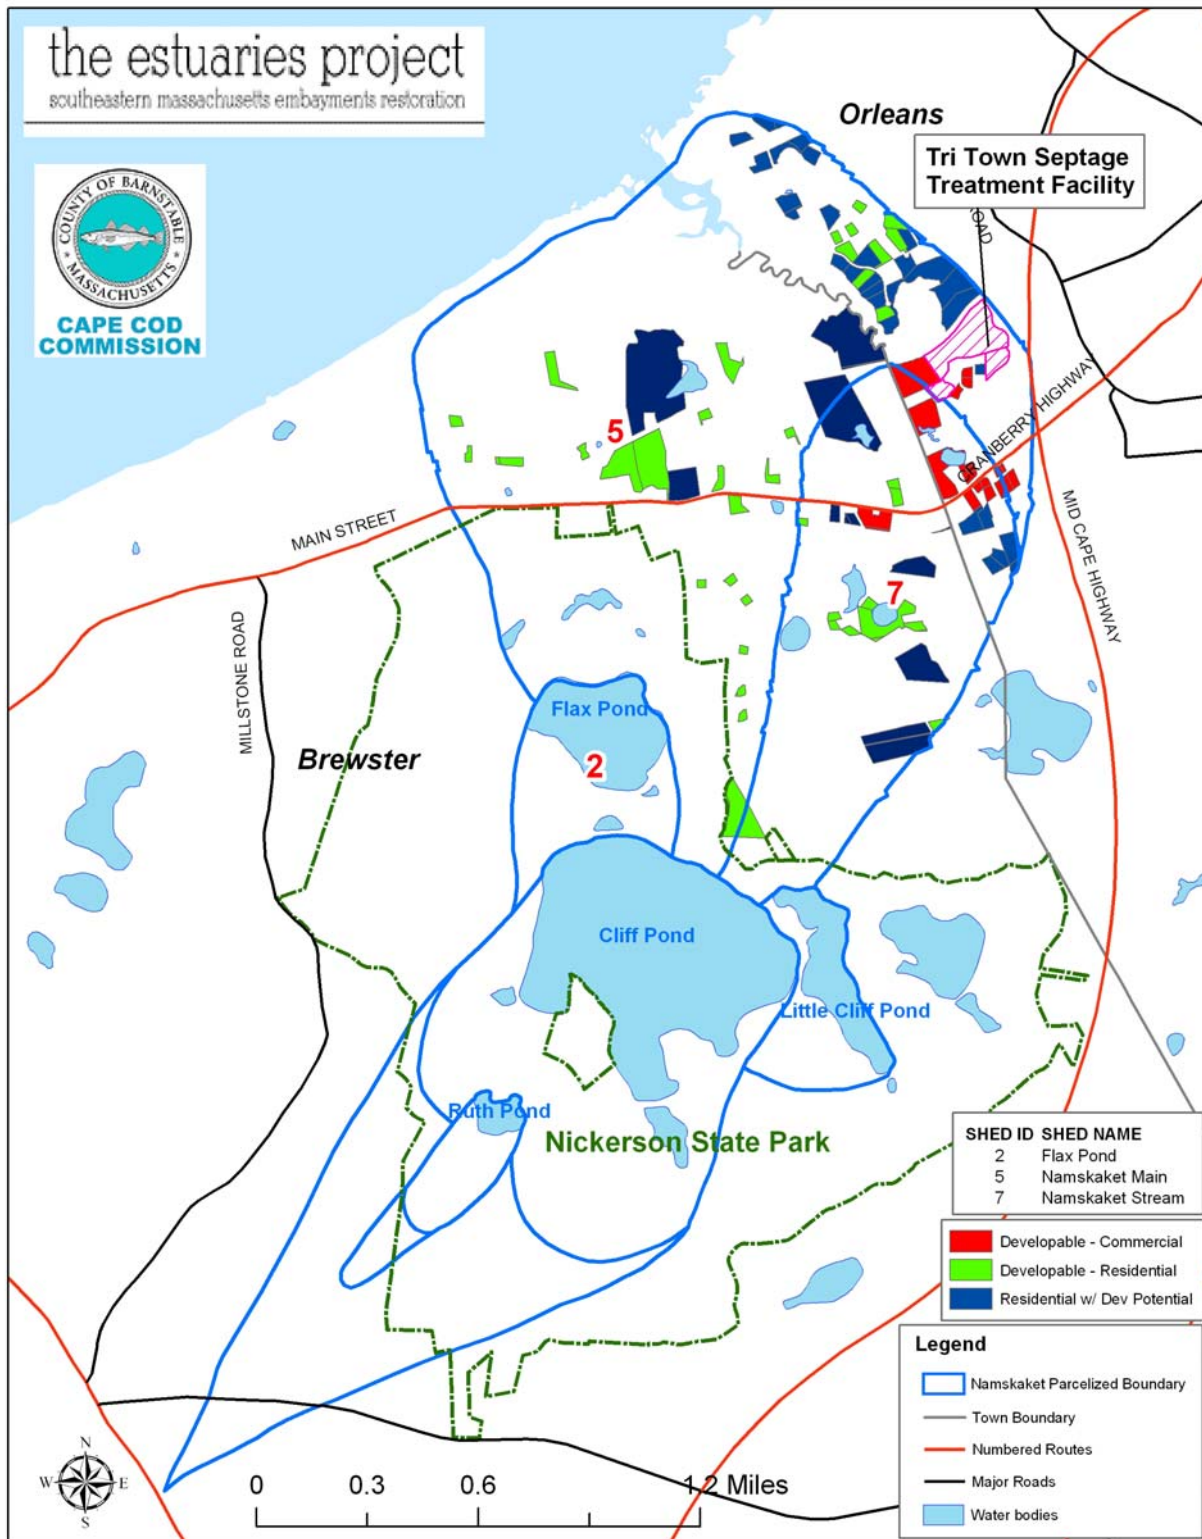 the estuaries project
southeastern massachusetts embayments restoration
COUNTY OF BARNSTABLE
MASSACHUSETTS
CAPE COD
COMMISSION
Orleans
Tri Town Septage
Treatment Facility
ROAD
CRANBERRY HIGHWAY
5
MAIN STREET
MID CAPE HIGHWAY
7
MILLSTONE ROAD
Flax Pond
Brewster
2
Cliff Pond
Little Cliff Pond
Ruth Pond
Nickerson State Park
SHED ID SHED NAME
2 Flax Pond
5 Namskaket Main
7 Namskaket Stream
Developable - Commercial
Developable - Residential
Residential w/ Dev Potential
Legend
Namskaket Parcelized Boundary
Town Boundary
Numbered Routes
Major Roads
Water bodies
N
W E
S
0 0.3 0.6 1.2 Miles